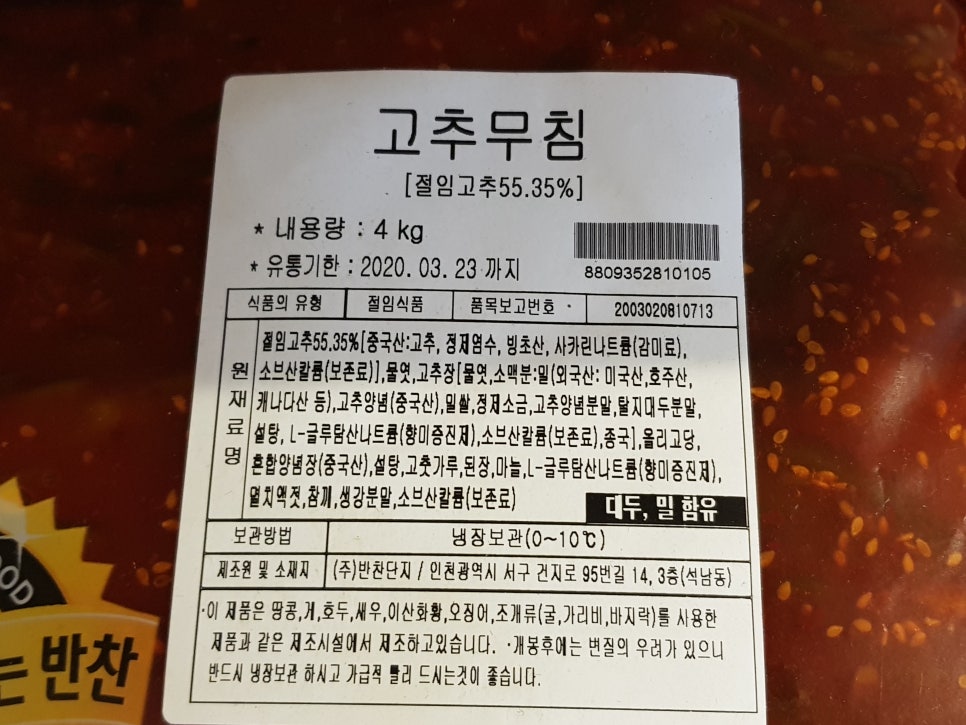 고추무침
[절임고추55.35%]
* 내용량 : 4 kg
* 유통기한 : 2020. 03. 23 까지
8809352810105
식품의 유형 절임식품 품목보고번호 2003020810713
원재료명
절임고추55.35%[중국산:고추, 정제염수, 빙초산, 사카린나트륨(감미료),
소브산칼륨(보존료)],물엿,고추장[물엿,소맥분:밀(외국산: 미국산,호주산,
캐나다산 등),고추양념(중국산),밀쌀,정제소금,고추양념분말,탈지대두분말,
설탕, L-글루탐산나트륨(향미증진제),소브산칼륨(보존료),종국],올리고당,
혼합양념장(중국산),설탕,고춧가루,된장,마늘,L-글루탐산나트륨(향미증진제),
멸치액젓,참깨,생강분말,소브산칼륨(보존료)
대두, 밀 함유
보관방법 냉장보관(0~10℃)
제조원 및 소재지 (주)반찬단지 / 인천광역시 서구 건지로 95번길 14, 3층(석남동)
·이 제품은 땅콩,게,호두,새우,이산화황,오징어,조개류(굴,가리비,바지락)를 사용한
제품과 같은 제조시설에서 제조하고있습니다. ·개봉후에는 변질의 우려가 있으니
반드시 냉장보관 하시고 가급적 빨리 드시는것이 좋습니다.
OOD
는 반찬